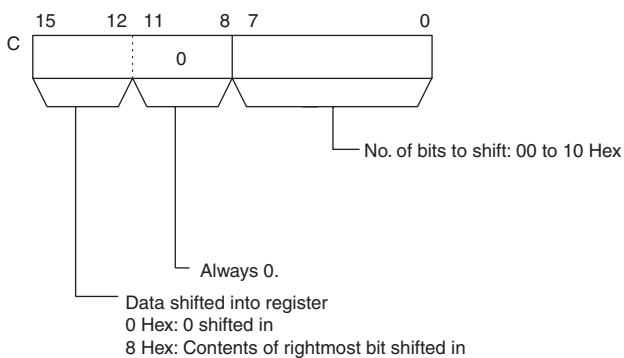 15 12 11 8 7 0
C
0
No. of bits to shift: 00 to 10 Hex
Always 0.
Data shifted into register
0 Hex: 0 shifted in
8 Hex: Contents of rightmost bit shifted in